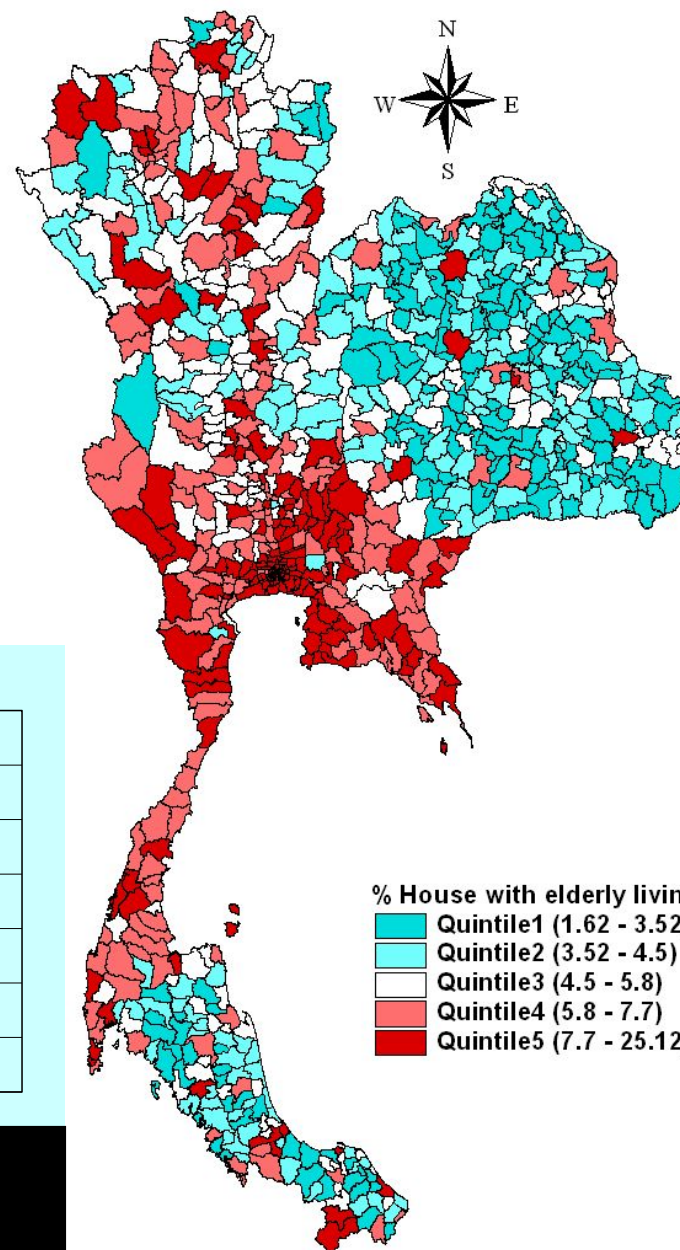 N
W E
S
% House with elderly livin
Quintile1 (1.62 - 3.52
Quintile2 (3.52 - 4.5)
Quintile3 (4.5 - 5.8)
Quintile4 (5.8 - 7.7)
Quintile5 (7.7 - 25.12